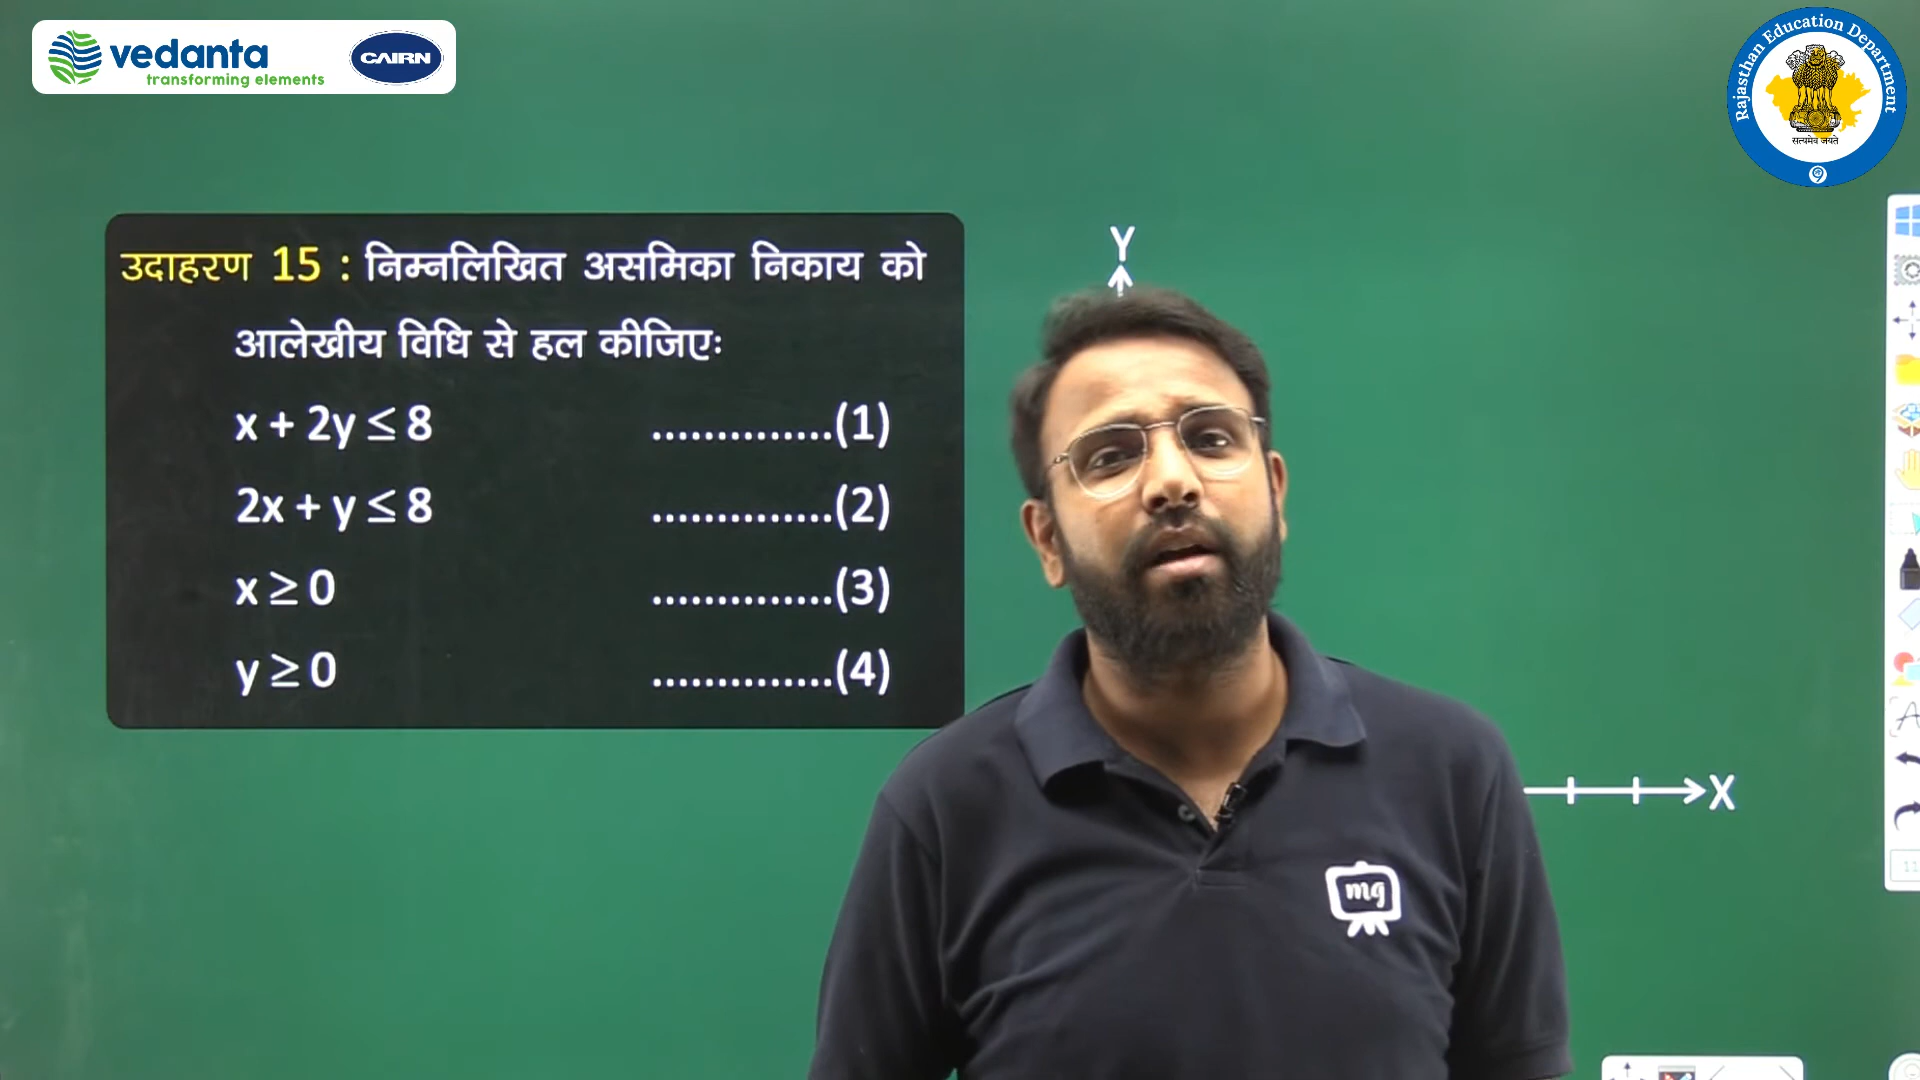 vedanta
transforming elements
CAIRN
Rajasthan Education Department
सत्यमेव जयते
उदाहरण 15 : निम्नलिखित असमिका निकाय को
आलेखीय विधि से हल कीजिएः
x + 2y ≤ 8 ..............(1)
2x + y ≤ 8 ..............(2)
x ≥ 0 ..............(3)
y ≥ 0 ..............(4)
Y
X
mg
A
11